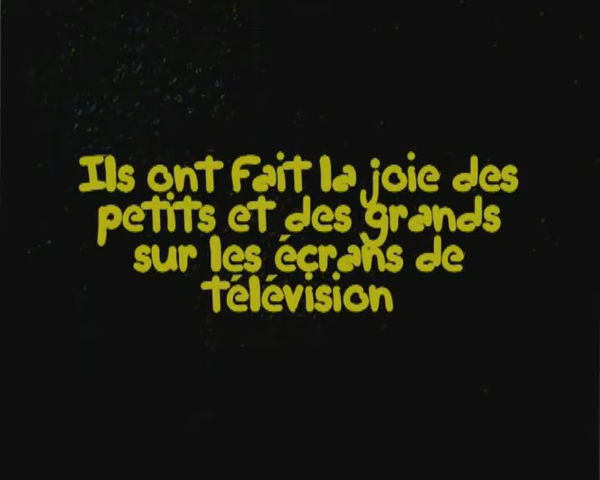 Ils ont Fait la joie des
petits et des grands
sur les écrans de
télévision